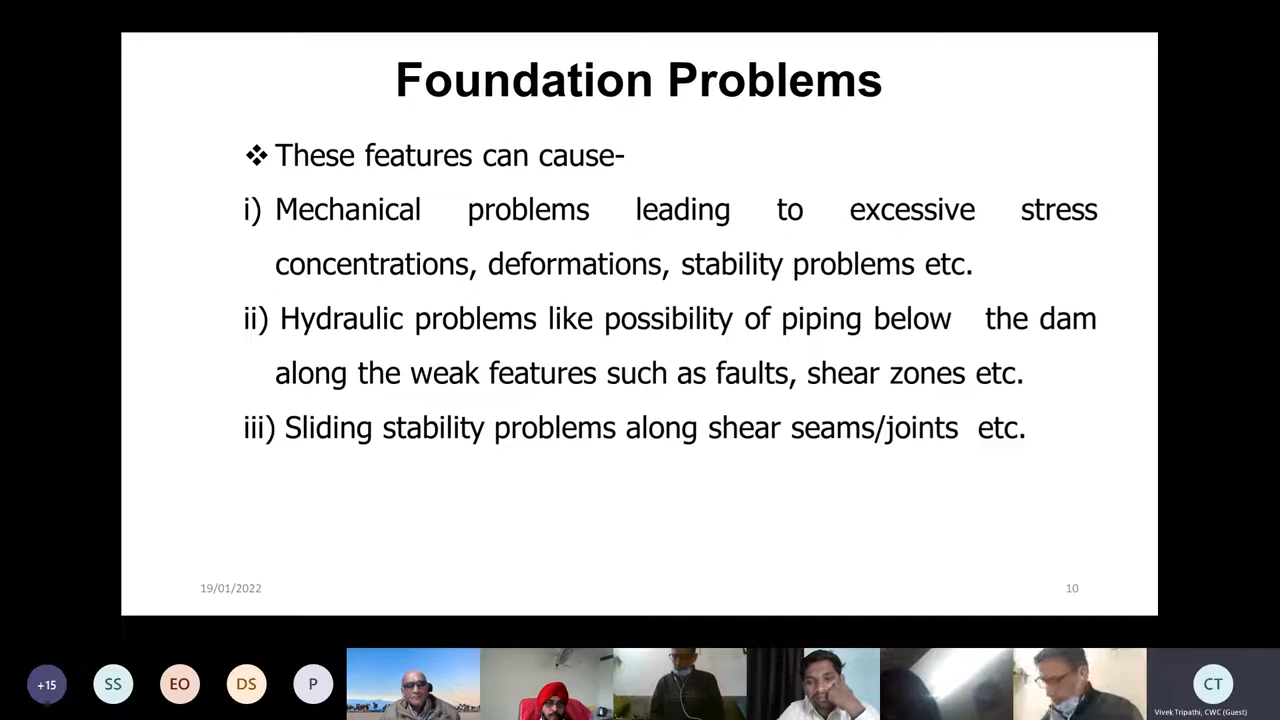 Foundation Problems
❖ These features can cause-
i) Mechanical problems leading to excessive stress
concentrations, deformations, stability problems etc.
ii) Hydraulic problems like possibility of piping below the dam
along the weak features such as faults, shear zones etc.
iii) Sliding stability problems along shear seams/joints etc.
19/01/2022
10
+15
SS
EO
DS
P
CT
Vivek Tripathi, CWC (Guest)